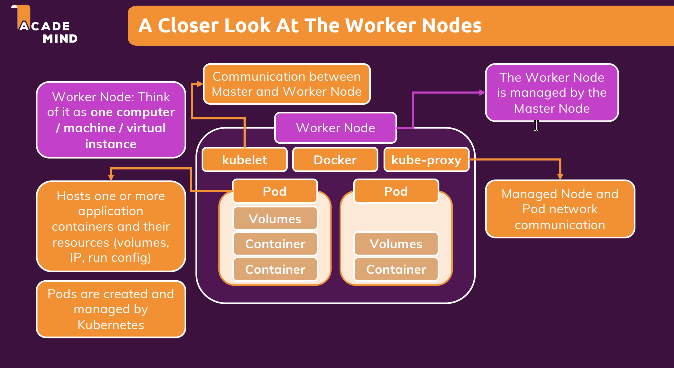 ACADE
MIND
A Closer Look At The Worker Nodes
Worker Node: Think
of it as one computer
/ machine / virtual
instance
Communication between
Master and Worker Node
The Worker Node
is managed by the
Master Node
Worker Node
kubelet
Docker
kube-proxy
Hosts one or more
application
containers and their
resources (volumes,
IP, run config)
Pod
Volumes
Container
Container
Pod
Volumes
Container
Managed Node and
Pod network
communication
Pods are created and
managed by
Kubernetes